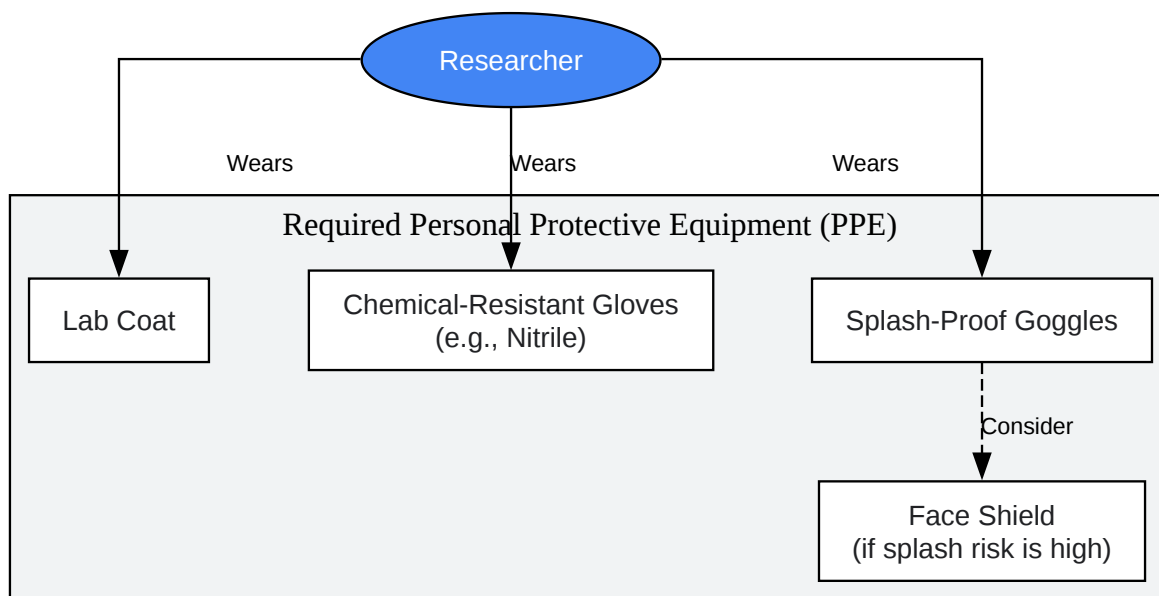 Researcher
Wears
Wears
Wears
Required Personal Protective Equipment (PPE)
Lab Coat
Chemical-Resistant Gloves
(e.g., Nitrile)
Splash-Proof Goggles
Consider
Face Shield
(if splash risk is high)